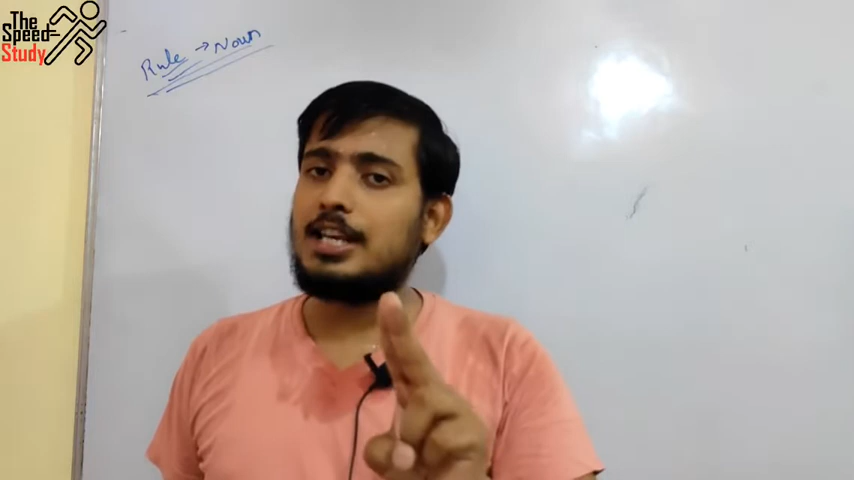 The
Speed
Study
Rule → Noun